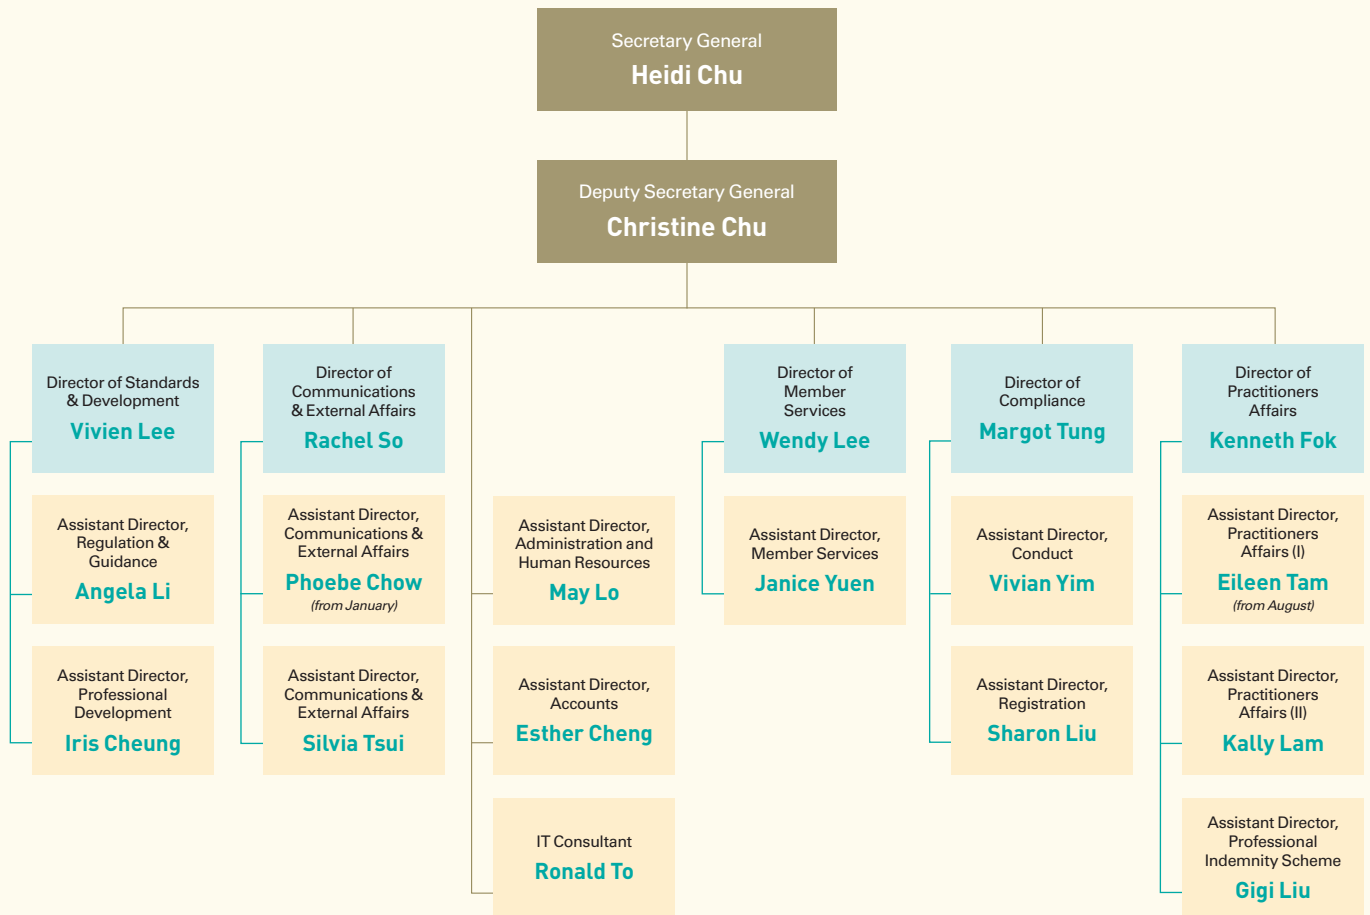 Secretary General
Heidi Chu
Deputy Secretary General
Christine Chu
Director of Standards
& Development
Vivien Lee
Director of
Communications
& External Affairs
Rachel So
Director of
Member
Services
Wendy Lee
Director of
Compliance
Margot Tung
Director of
Practitioners
Affairs
Kenneth Fok
Assistant Director,
Regulation &
Guidance
Angela Li
Assistant Director,
Communications &
External Affairs
Phoebe Chow
(from January)
Assistant Director,
Administration and
Human Resources
May Lo
Assistant Director,
Member Services
Janice Yuen
Assistant Director,
Conduct
Vivian Yim
Assistant Director,
Practitioners
Affairs (I)
Eileen Tam
(from August)
Assistant Director,
Professional
Development
Iris Cheung
Assistant Director,
Communications &
External Affairs
Silvia Tsui
Assistant Director,
Accounts
Esther Cheng
Assistant Director,
Registration
Sharon Liu
Assistant Director,
Practitioners
Affairs (II)
Kally Lam
IT Consultant
Ronald To
Assistant Director,
Professional
Indemnity Scheme
Gigi Liu